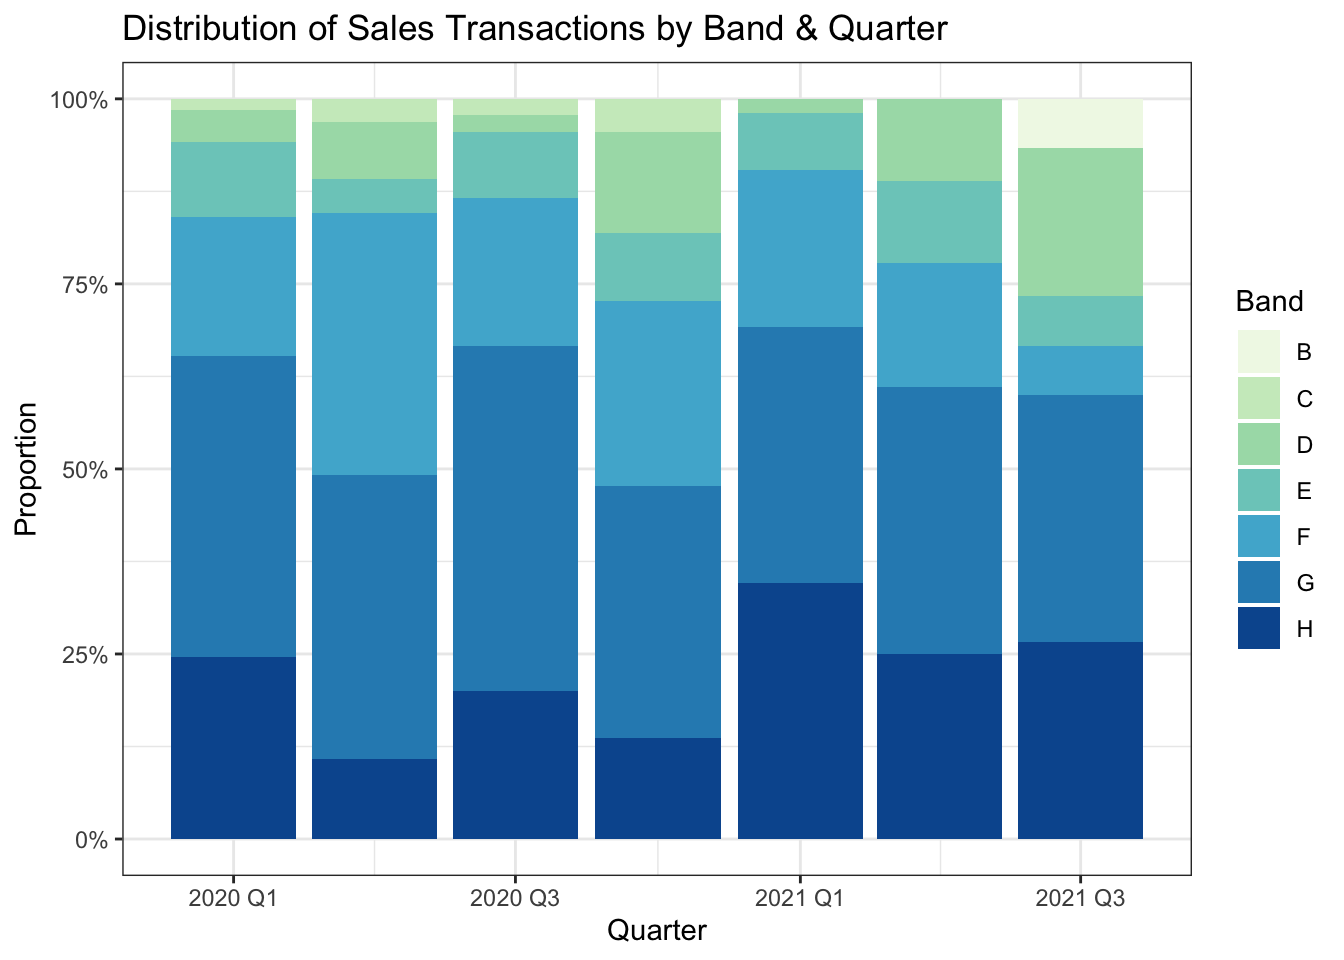 Distribution of Sales Transactions by Band & Quarter
100%
75%
50%
25%
0%
Proportion
2020 Q1
2020 Q3
2021 Q1
2021 Q3
Quarter
Band
B
C
D
E
F
G
H